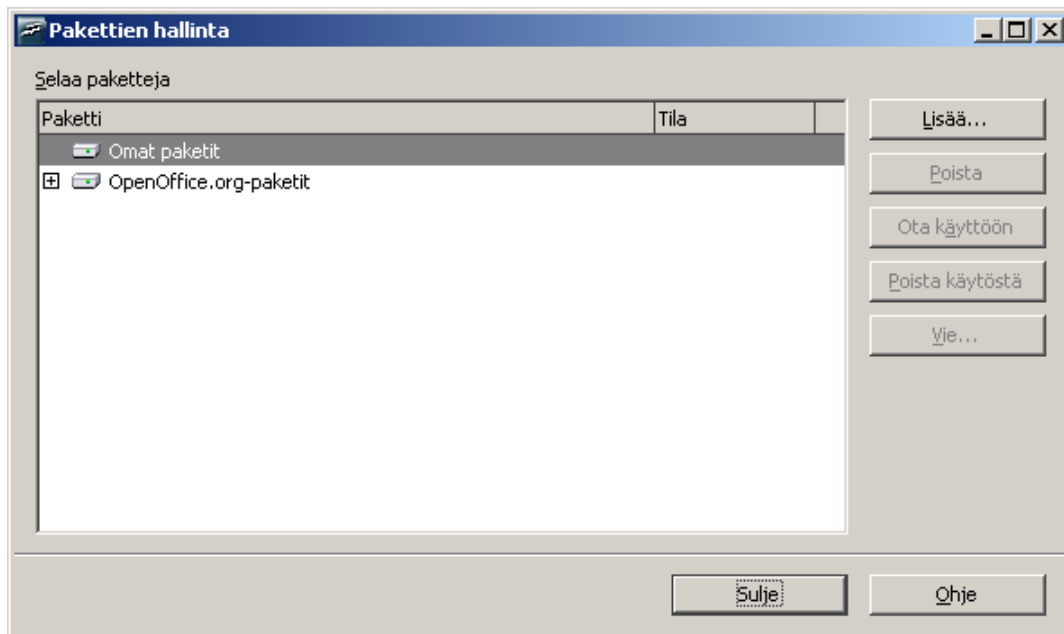 Pakettien hallinta
Selaa paketteja
Paketti Tila
Omat paketit
OpenOffice.org-paketit
Lisää...
Poista
Ota käyttöön
Poista käytöstä
Vie...
Sulje Ohje